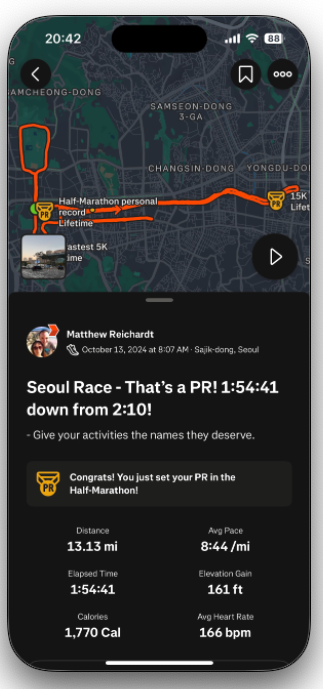 20:42
88
G
AMCHEONG-DONG
SAMSEON-DONG
3-GA
CHANGSIN-DONG
YONGDU-DO
Half-Marathon personal
record
Lifetime
PR
15K
Lifet
PR
astest 5K
ime
S
Matthew Reichardt
October 13, 2024 at 8:07 AM · Sajik-dong, Seoul
Seoul Race - That's a PR! 1:54:41
down from 2:10!
- Give your activities the names they deserve.
PR
Congrats! You just set your PR in the
Half-Marathon!
Distance
Avg Pace
13.13 mi
8:44 /mi
Elapsed Time
Elevation Gain
1:54:41
161 ft
Calories
Avg Heart Rate
1,770 Cal
166 bpm